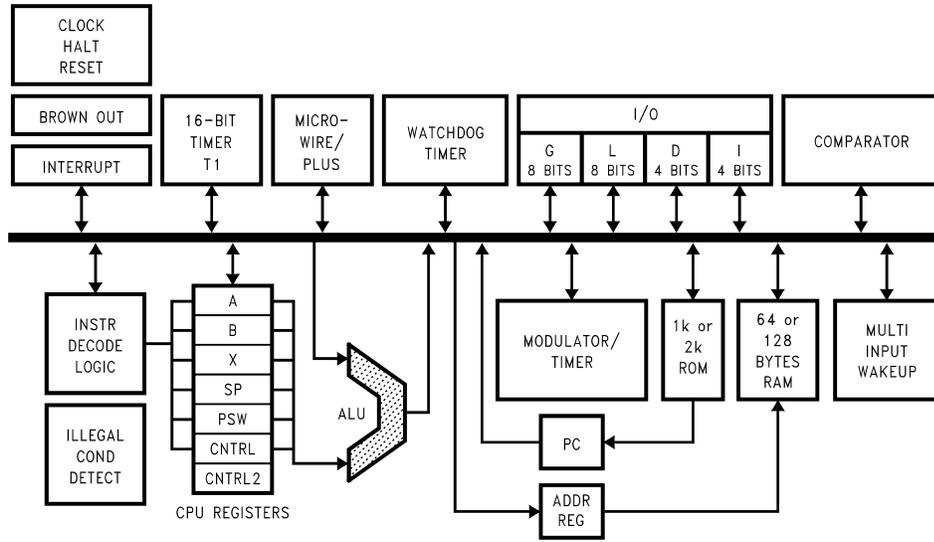 CLOCK
HALT
RESET
BROWN OUT
INTERRUPT
16-BIT
TIMER
T1
MICRO-
WIRE/
PLUS
WATCHDOG
TIMER
I/O
G
8 BITS
L
8 BITS
D
4 BITS
I
4 BITS
COMPARATOR
INSTR
DECODE
LOGIC
ILLEGAL
COND
DETECT
A
B
X
SP
PSW
CNTRL
CNTRL2
CPU REGISTERS
ALU
MODULATOR/
TIMER
1k or
2k
ROM
64 or
128
BYTES
RAM
MULTI
INPUT
WAKEUP
PC
ADDR
REG